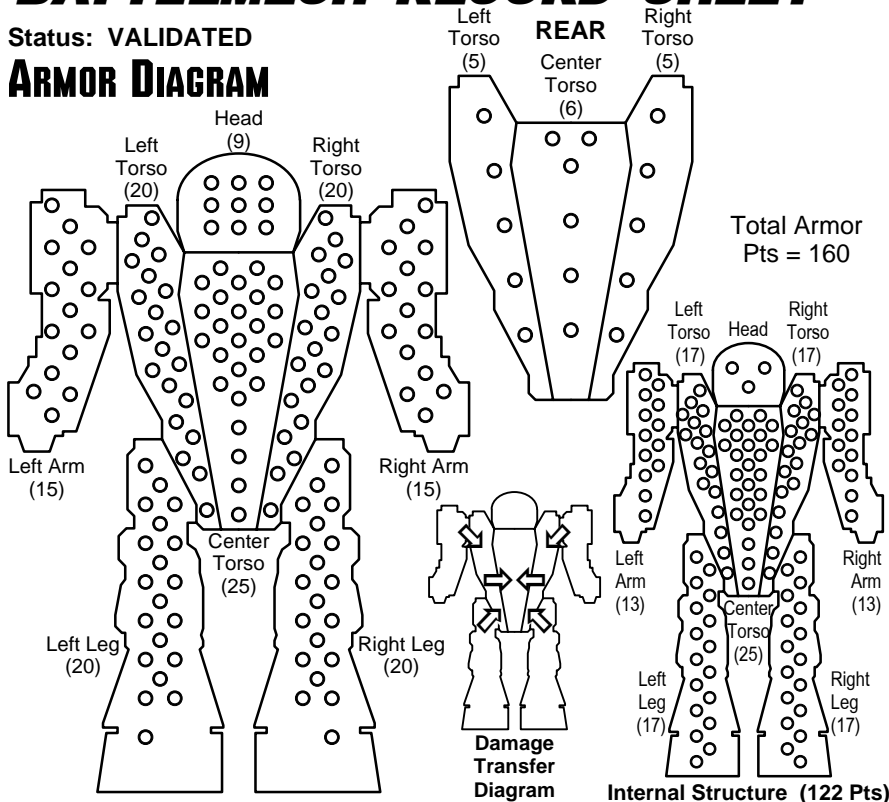 BATTLEMECH RECORD SHEET
Status: VALIDATED
ARMOR DIAGRAM
Head
(9)
Left
Torso
(20)
Right
Torso
(20)
Left Arm
(15)
Right Arm
(15)
Center
Torso
(25)
Left Leg
(20)
Right Leg
(20)
REAR
Left
Torso
(5)
Center
Torso
(6)
Right
Torso
(5)
Total Armor
Pts = 160
Damage
Transfer
Diagram
Left
Torso
(17)
Head
Right
Torso
(17)
Left
Arm
(13)
Right
Arm
(13)
Center
Torso
(25)
Left
Leg
(17)
Right
Leg
(17)
Internal Structure (122 Pts)